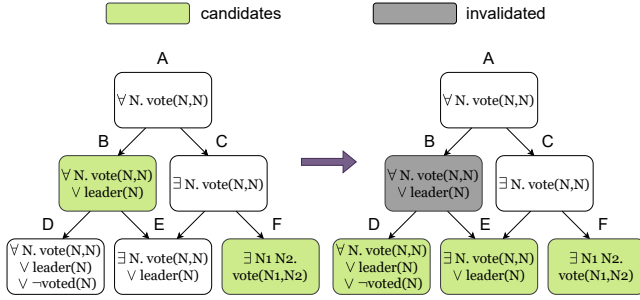 candidates
invalidated
A
∀ N. vote(N,N)
B
C
∀ N. vote(N,N)
∨ leader(N)
∃ N. vote(N,N)
D
E
F
∀ N. vote(N,N)
∨ leader(N)
∨ ¬voted(N)
∃ N. vote(N,N)
∨ leader(N)
∃ N1 N2.
vote(N1,N2)
A
∀ N. vote(N,N)
B
C
∀ N. vote(N,N)
∨ leader(N)
∃ N. vote(N,N)
D
E
F
∀ N. vote(N,N)
∨ leader(N)
∨ ¬voted(N)
∃ N. vote(N,N)
∨ leader(N)
∃ N1 N2.
vote(N1,N2)